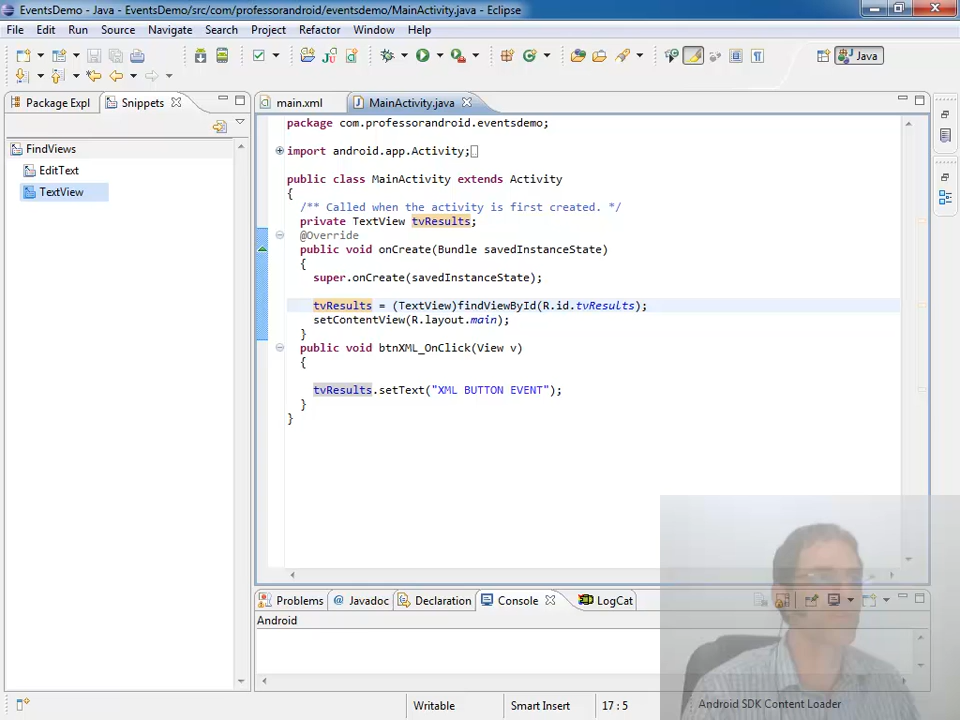 EventsDemo - Java - EventsDemo/src/com/professorandroid/eventsdemo/MainActivity.java - Eclipse
File Edit Run Source Navigate Search Project Refactor Window Help
Java
Package Expl Snippets
main.xml MainActivity.java
FindViews
EditText
TextView
package com.professorandroid.eventsdemo;
import android.app.Activity;
public class MainActivity extends Activity
{
/** Called when the activity is first created. */
private TextView tvResults;
@Override
public void onCreate(Bundle savedInstanceState)
{
super.onCreate(savedInstanceState);
tvResults = (TextView)findViewById(R.id.tvResults);
setContentView(R.layout.main);
}
public void btnXML_OnClick(View v)
{
tvResults.setText("XML BUTTON EVENT");
}
}
Problems @ Javadoc Declaration Console LogCat
Android
Writable Smart Insert 17 : 5 Android SDK Content Loader